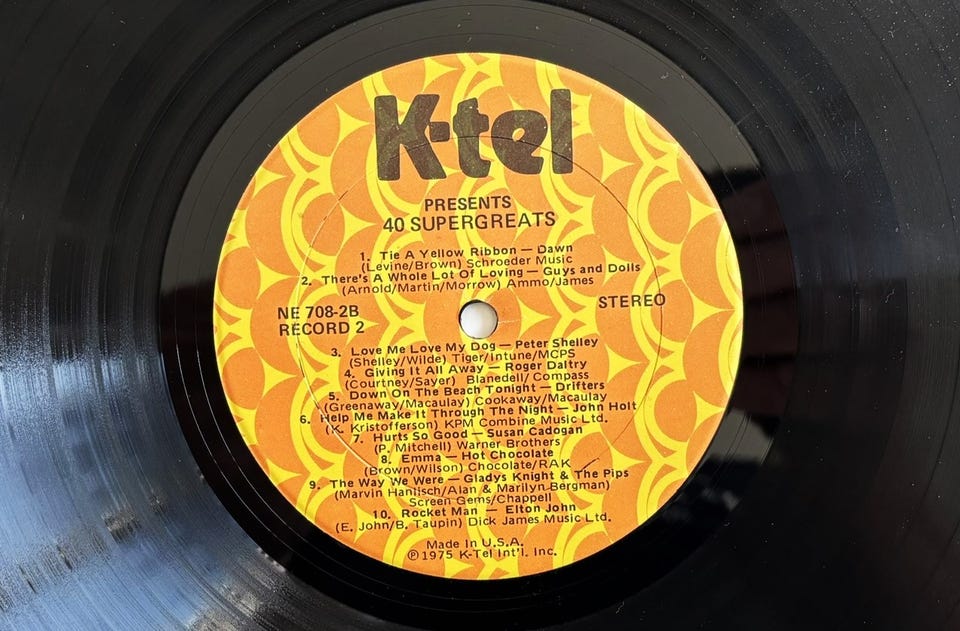 K-tel
PRESENTS
40 SUPERGREATS
1. Tie A Yellow Ribbon — Dawn
(Levine/Brown) Schroeder Music
2. There's A Whole Lot Of Loving — Guys and Dolls
(Arnold/Martin/Morrow) Ammo/James
NE 708-2B
RECORD 2
STEREO
3. Love Me Love My Dog — Peter Shelley
(Shelley/Wilde) Tiger/Intune/MCPS
4. Giving It All Away — Roger Daltry
(Courtney/Sayer) Blanedell/Compass
5. Down On The Beach Tonight — Drifters
(Greenaway/Macaulay) Cookaway/Macaulay
6. Help Me Make It Through The Night — John Holt
(K. Kristofferson) KPM Combine Music Ltd.
7. Hurts So Good — Susan Cadogan
(P. Mitchell) Warner Brothers
8. Emma — Hot Chocolate
(Brown/Wilson) Chocolate/RAK
9. The Way We Were — Gladys Knight & The Pips
(Marvin Hanlisch/Alan & Marilyn Bergman)
Screen Gems/Chappell
10. Rocket Man — Elton John
(E. John/B. Taupin) Dick James Music Ltd.
Made In U.S.A.
℗ 1975 K-Tel Int'l. Inc.